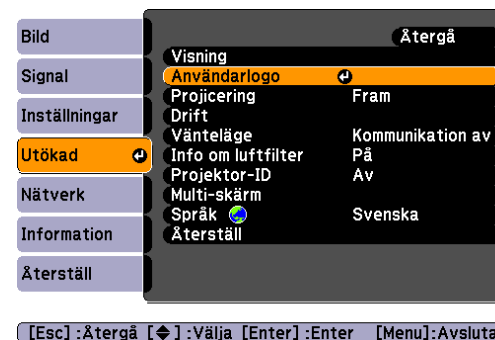 Bild
Signal
Inställningar
Utökad
Nätverk
Information
Återställ
Återgå
Visning
Användarlogo
Projicering Fram
Drift
Vänteläge Kommunikation av
Info om luftfilter På
Projektor-ID Av
Multi-skärm
Språk Svenska
Återställ
[Esc] :Återgå [◆] :Välja [Enter] :Enter [Menu]:Avsluta